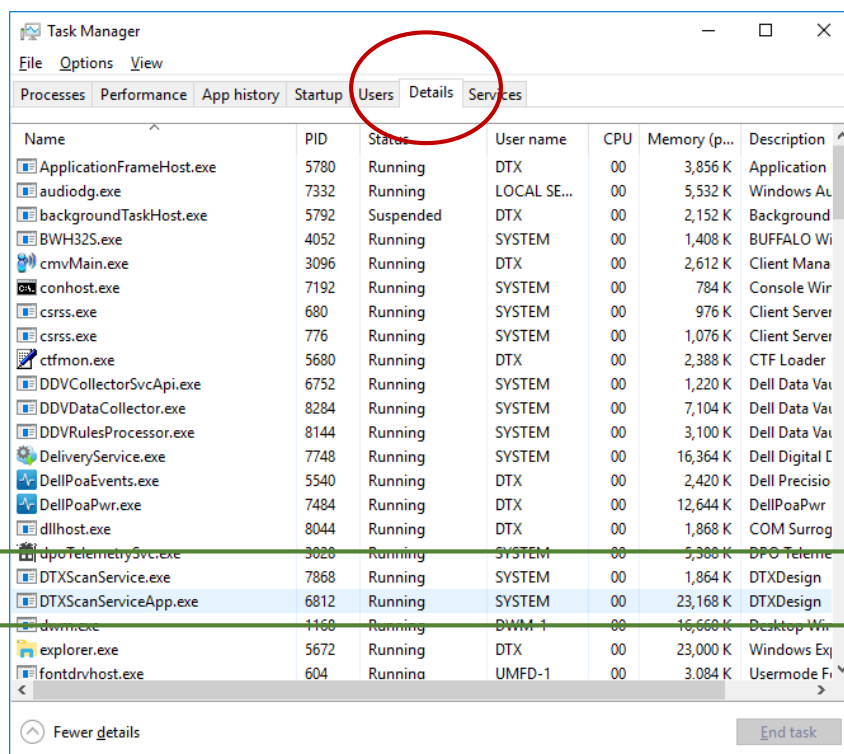 Task Manager
File Options View
Processes Performance App history Startup Users Details Services
Name PID Status User name CPU Memory (p... Description
ApplicationFrameHost.exe 5780 Running DTX 00 3,856 K Application
audiodg.exe 7332 Running LOCAL SE... 00 5,532 K Windows Au
backgroundTaskHost.exe 5792 Suspended DTX 00 2,152 K Background
BWH32S.exe 4052 Running SYSTEM 00 1,408 K BUFFALO Wi
cmvMain.exe 3096 Running DTX 00 2,612 K Client Mana
conhost.exe 7192 Running SYSTEM 00 784 K Console Win
csrss.exe 680 Running SYSTEM 00 976 K Client Server
csrss.exe 776 Running SYSTEM 00 1,076 K Client Server
ctfmon.exe 5680 Running DTX 00 2,388 K CTF Loader
DDVCollectorSvcApi.exe 6752 Running SYSTEM 00 1,220 K Dell Data Vau
DDVDataCollector.exe 8284 Running SYSTEM 00 7,104 K Dell Data Vau
DDVRulesProcessor.exe 8144 Running SYSTEM 00 3,100 K Dell Data Vau
DeliveryService.exe 7748 Running SYSTEM 00 16,364 K Dell Digital D
DellPoaEvents.exe 5540 Running DTX 00 2,420 K Dell Precisio
DellPoaPwr.exe 7484 Running DTX 00 12,644 K DellPoaPwr
dllhost.exe 8044 Running DTX 00 1,868 K COM Surrog
dpoTelemetrySvc.exe 3028 Running SYSTEM 00 5,388 K DPO Teleme
DTXScanService.exe 7868 Running SYSTEM 00 1,864 K DTXDesign
DTXScanServiceApp.exe 6812 Running SYSTEM 00 23,168 K DTXDesign
dwm.exe 1168 Running DWM-1 00 16,660 K Desktop Win
explorer.exe 5672 Running DTX 00 23,000 K Windows Exp
fontdrvhost.exe 604 Running UMFD-1 00 3,084 K Usermode Fo
Fewer details End task